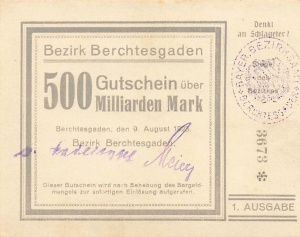 Denkt
an Schlageter?
Bezirk Berchtesgaden
500 Gutschein über
Milliarden Mark
Berchtesgaden, den 9. August
Bezirk Berchtesgaden
Dieser Gutschein wird nach Behebung des Bargeld-
mangels zur sofortigen Einlösung aufgerufen.
3673 *
1. AUSGABE